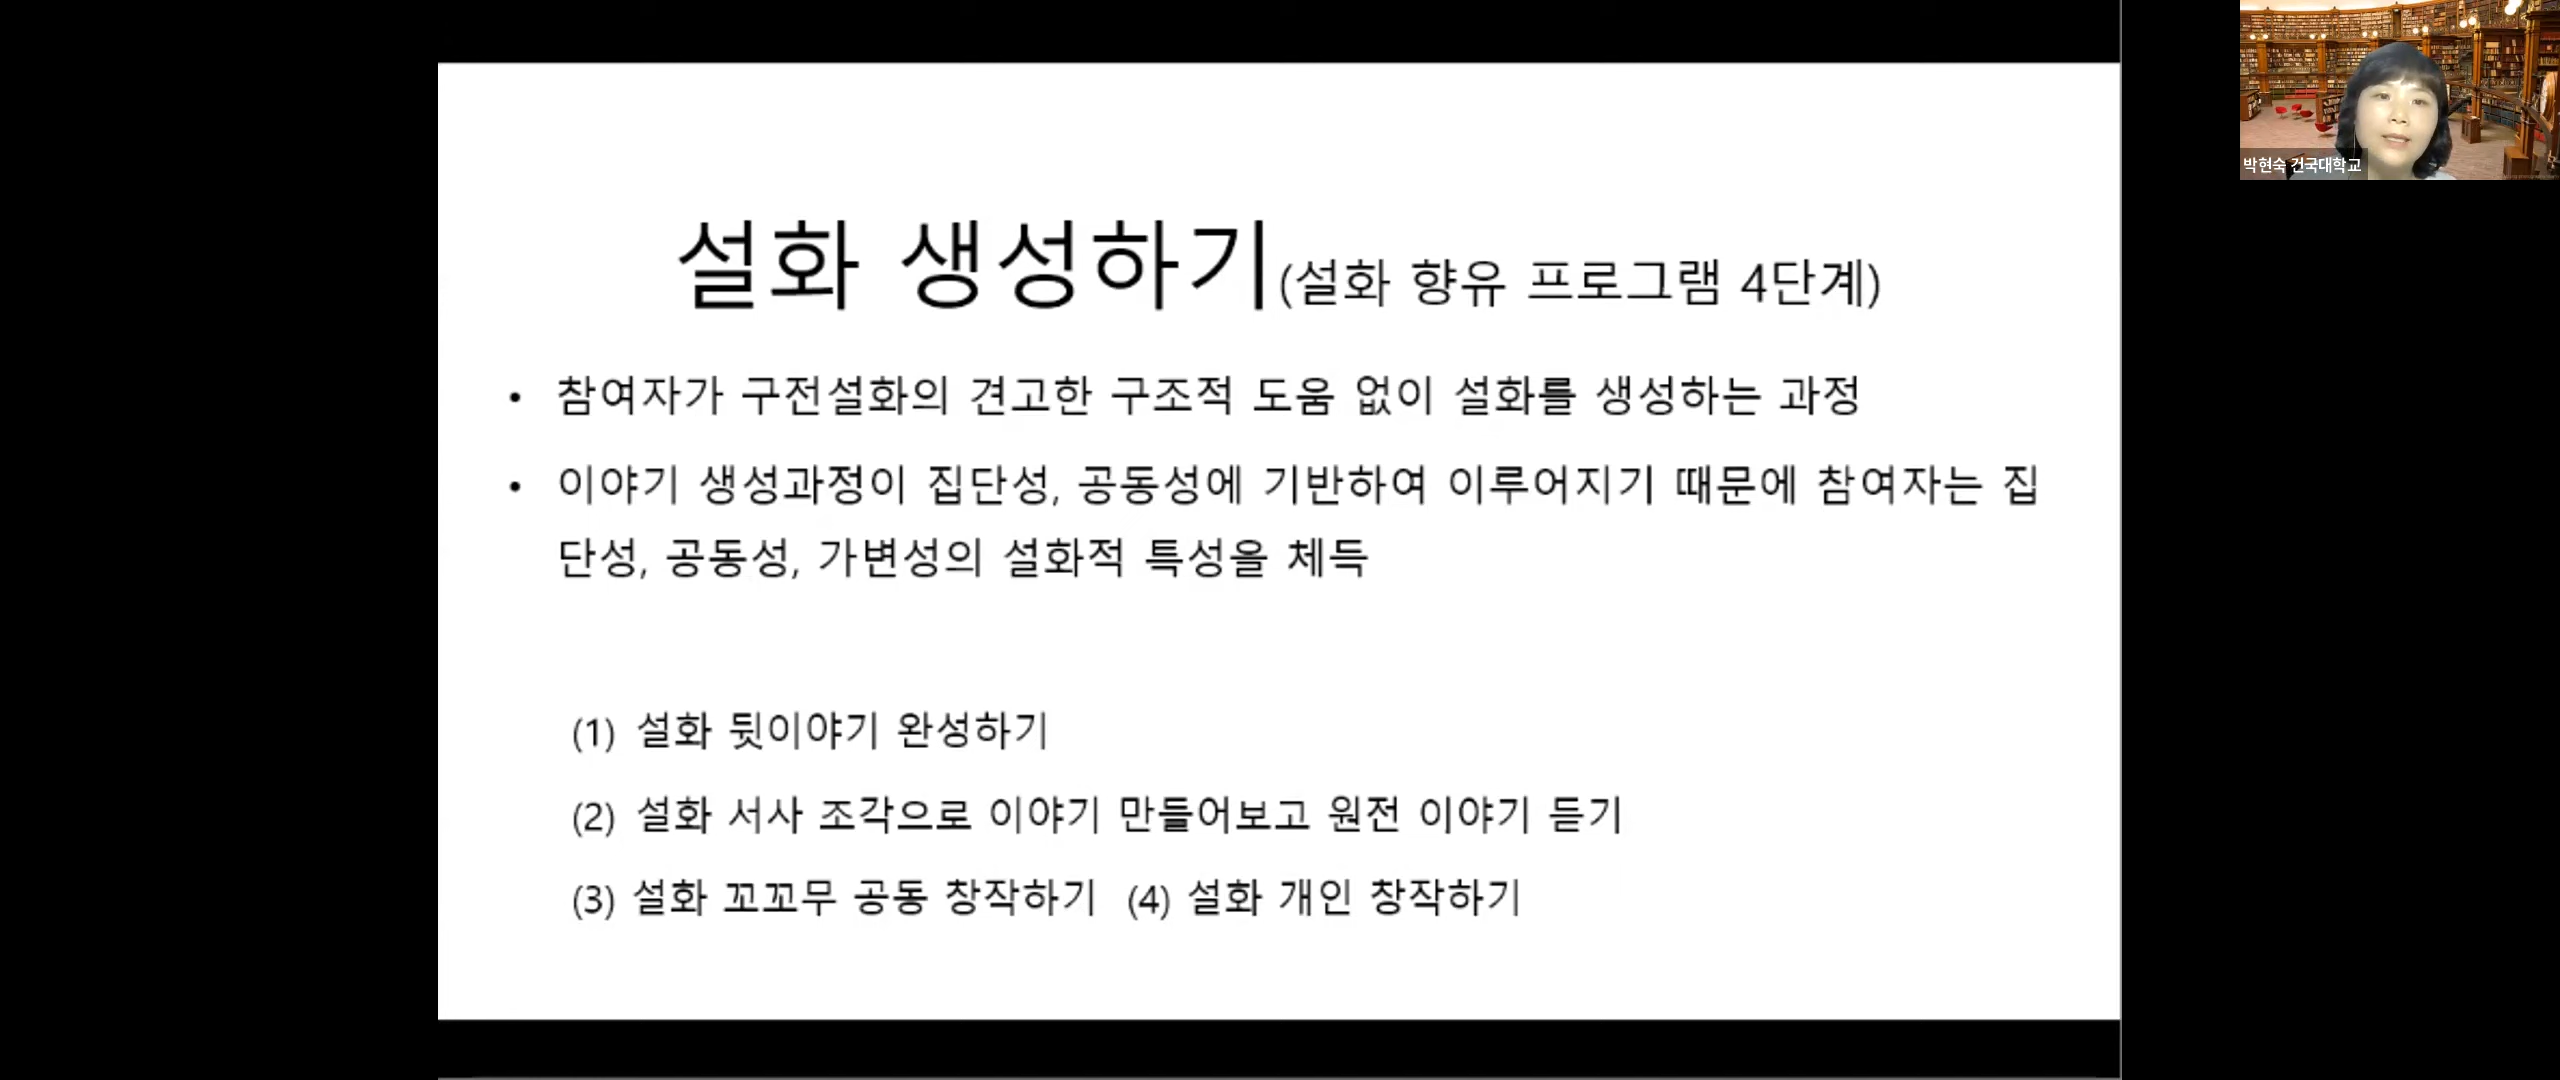 설화 생성하기(설화 향유 프로그램 4단계)
• 참여자가 구전설화의 견고한 구조적 도움 없이 설화를 생성하는 과정
• 이야기 생성과정이 집단성, 공동성에 기반하여 이루어지기 때문에 참여자는 집
단성, 공동성, 가변성의 설화적 특성을 체득
(1) 설화 뒷이야기 완성하기
(2) 설화 서사 조각으로 이야기 만들어보고 원전 이야기 듣기
(3) 설화 꼬꼬무 공동 창작하기 (4) 설화 개인 창작하기
박현숙 건국대학교